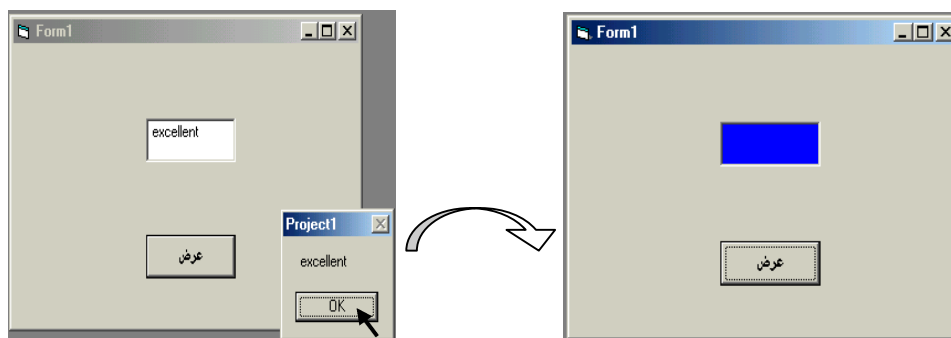 Form1
excellent
عرض
Project1
excellent
OK
Form1
عرض